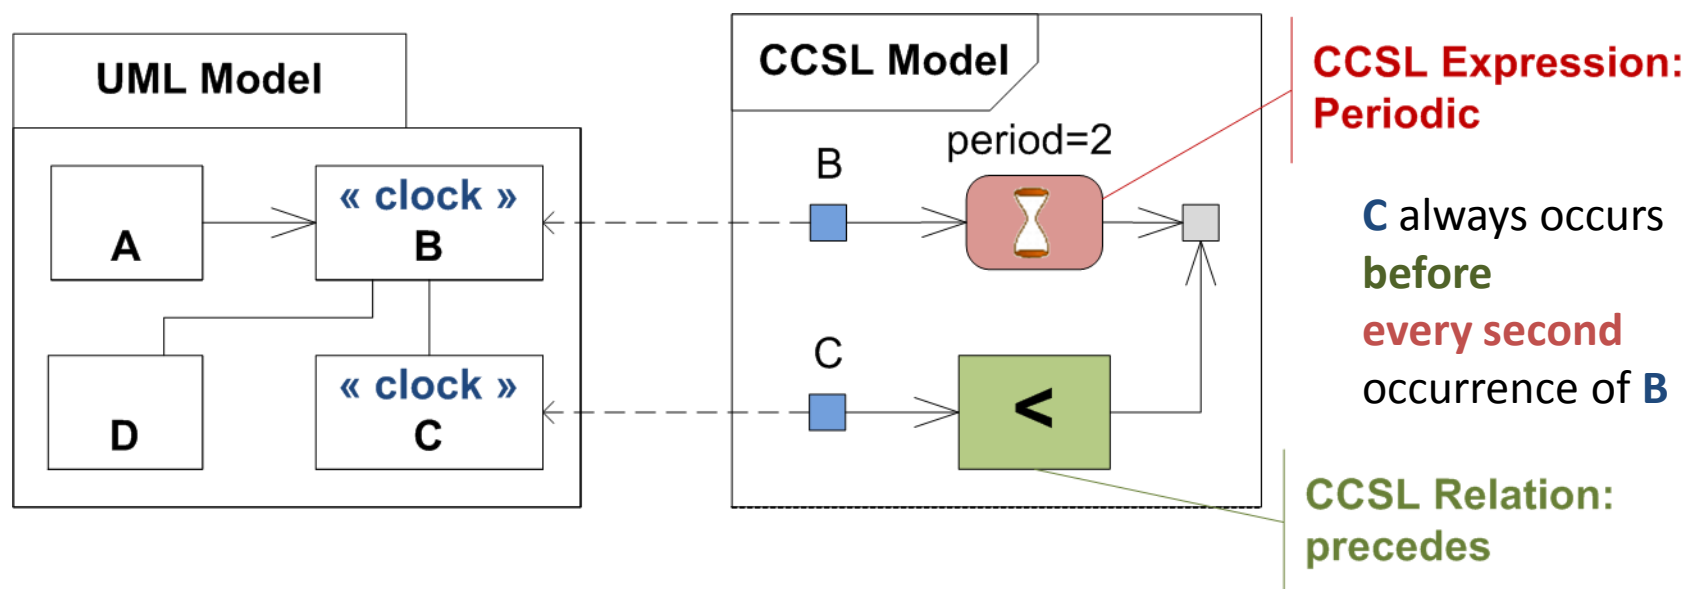 UML Model
A
« clock »
B
D
« clock »
C
CCSL Model
B
period=2
C
<
CCSL Expression:
Periodic
C always occurs
before
every second
occurrence of B
CCSL Relation:
precedes